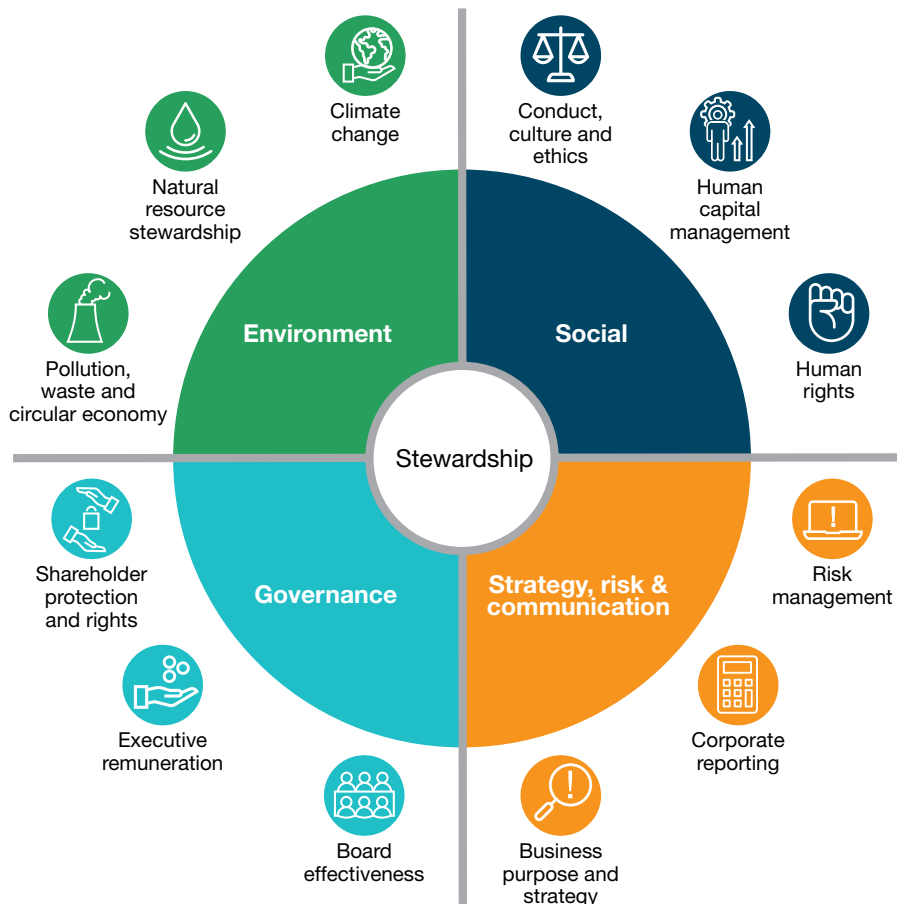 Climate
change
Natural
resource
stewardship
Pollution,
waste and
circular economy
Environment
Conduct,
culture and
ethics
Human
capital
management
Human
rights
Social
Stewardship
Shareholder
protection
and rights
Executive
remuneration
Board
effectiveness
Governance
Strategy, risk &
communication
Risk
management
Corporate
reporting
Business
purpose and
strategy